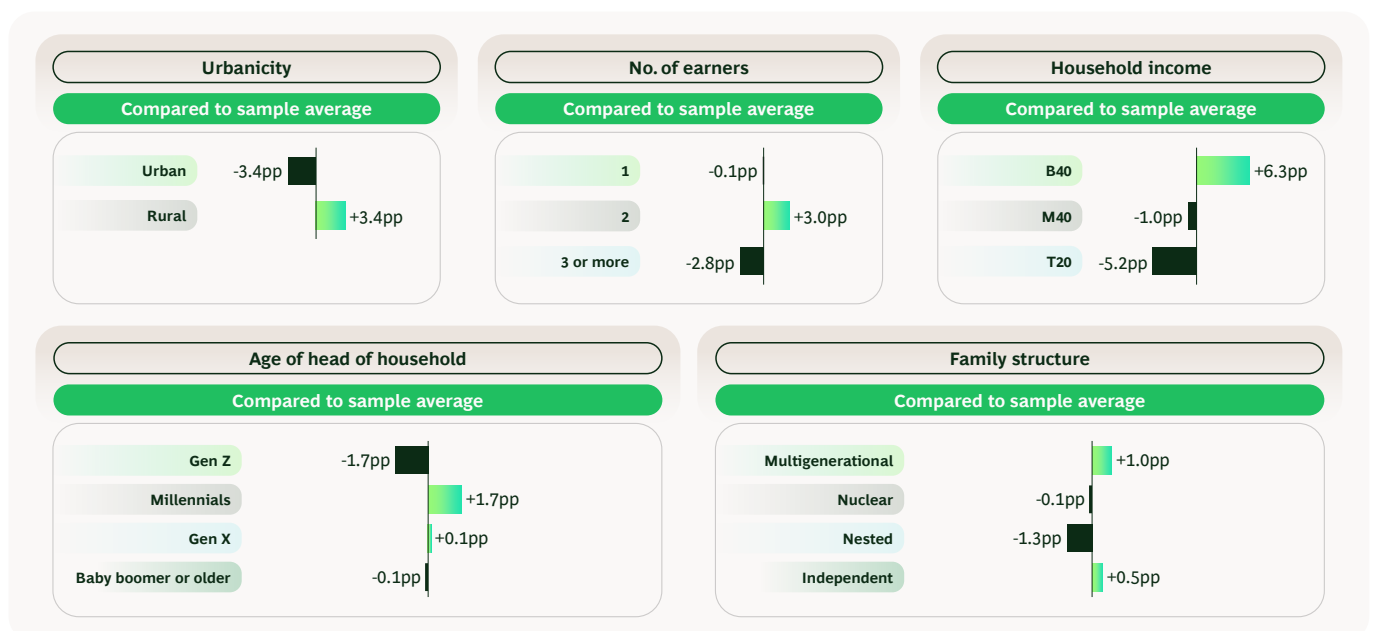 Urbanicity
Compared to sample average
Urban -3.4pp
Rural +3.4pp
No. of earners
Compared to sample average
1 -0.1pp
2 +3.0pp
3 or more -2.8pp
Household income
Compared to sample average
B40 +6.3pp
M40 -1.0pp
T20 -5.2pp
Age of head of household
Compared to sample average
Gen Z -1.7pp
Millennials +1.7pp
Gen X +0.1pp
Baby boomer or older -0.1pp
Family structure
Compared to sample average
Multigenerational +1.0pp
Nuclear -0.1pp
Nested -1.3pp
Independent +0.5pp